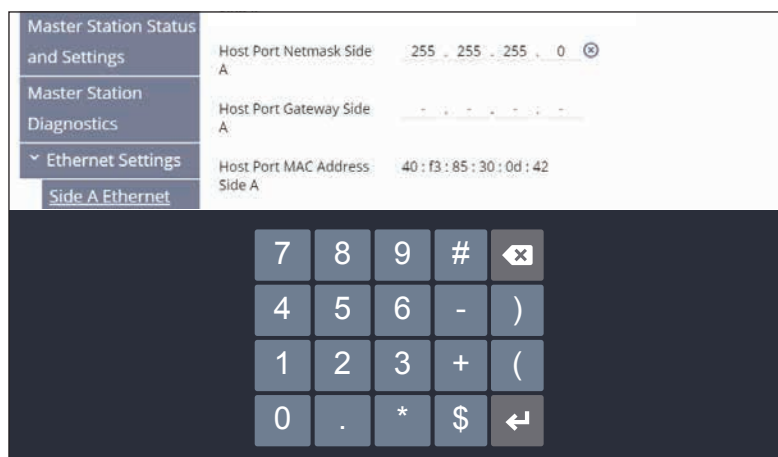 Master Station Status
and Settings
Master Station
Diagnostics
Ethernet Settings
Side A Ethernet
Host Port Netmask Side
A
255 . 255 . 255 . 0
Host Port Gateway Side
A
- . - . - . -
Host Port MAC Address
Side A
40 : f3 : 85 : 30 : 0d : 42
7 8 9 #
4 5 6 - )
1 2 3 + (
0 . * $